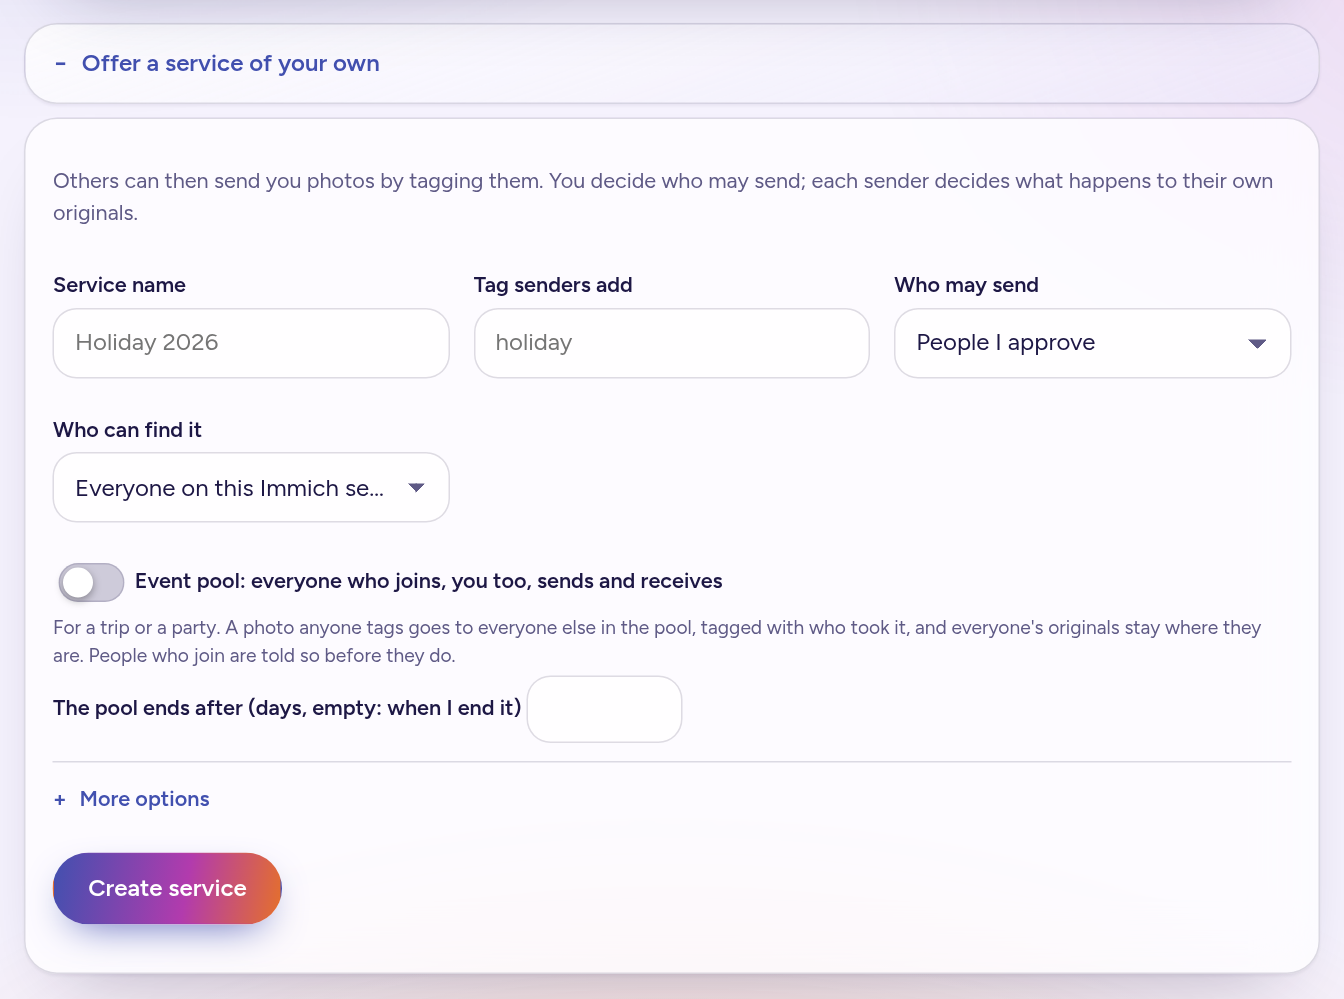 - Offer a service of your own
Others can then send you photos by tagging them. You decide who may send; each sender decides what happens to their own
originals.
Service name
Tag senders add
Who may send
Holiday 2026
holiday
People I approve
Who can find it
Everyone on this Immich se...
Event pool: everyone who joins, you too, sends and receives
For a trip or a party. A photo anyone tags goes to everyone else in the pool, tagged with who took it, and everyone's originals stay where they
are. People who join are told so before they do.
The pool ends after (days, empty: when I end it)
+ More options
Create service